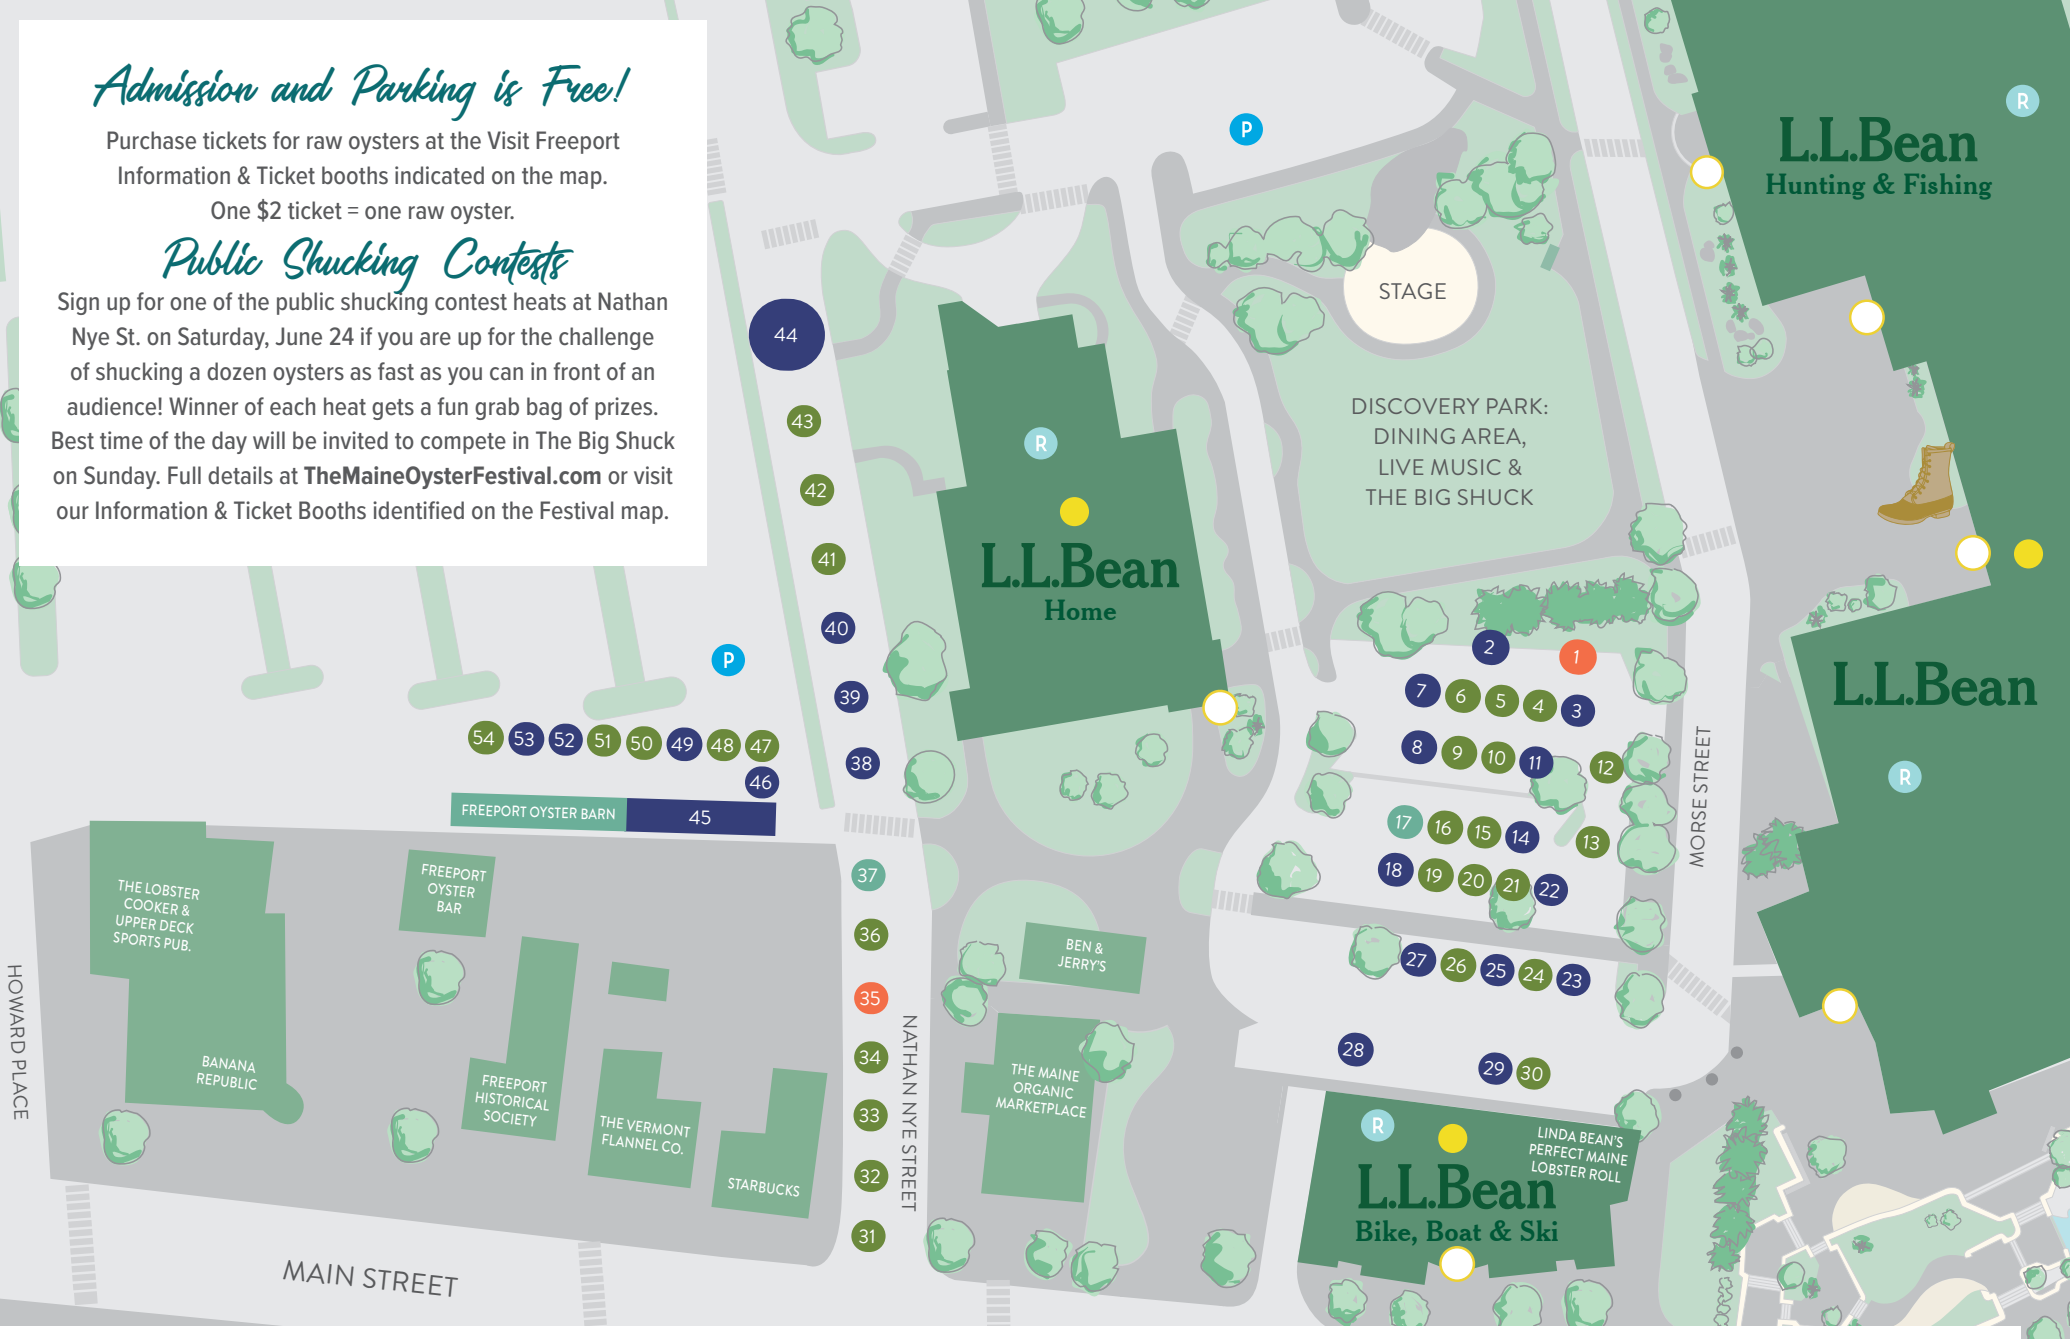 Admission and Parking is Free!
Purchase tickets for raw oysters at the Visit Freeport
Information & Ticket booths indicated on the map.
One $2 ticket = one raw oyster.
Public Shucking Contests
Sign up for one of the public shucking contest heats at Nathan
Nye St. on Saturday, June 24 if you are up for the challenge
of shucking a dozen oysters as fast as you can in front of an
audience! Winner of each heat gets a fun grab bag of prizes.
Best time of the day will be invited to compete in The Big Shuck
on Sunday. Full details at TheMaineOysterFestival.com or visit
our Information & Ticket Booths identified on the Festival map.
P
R
L.L.Bean
Hunting & Fishing
STAGE
44
43
42
41
40
39
38
R
L.L.Bean
Home
DISCOVERY PARK:
DINING AREA,
LIVE MUSIC &
THE BIG SHUCK
P
54
53
52
51
50
49
48
47
46
FREEPORT OYSTER BARN
45
2
1
7
6
5
4
3
8
9
10
11
12
17
16
15
14
13
18
19
20
21
22
27
26
25
24
23
28
29
30
MORSE STREET
L.L.Bean
R
THE LOBSTER
COOKER &
UPPER DECK
SPORTS PUB.
FREEPORT
OYSTER
BAR
37
36
35
34
33
32
31
NATHAN NYE STREET
BEN &
JERRY'S
HOWARD PLACE
BANANA
REPUBLIC
FREEPORT
HISTORICAL
SOCIETY
THE VERMONT
FLANNEL CO.
STARBUCKS
THE MAINE
ORGANIC
MARKETPLACE
R
LINDA BEAN'S
PERFECT MAINE
LOBSTER ROLL
L.L.Bean
Bike, Boat & Ski
MAIN STREET